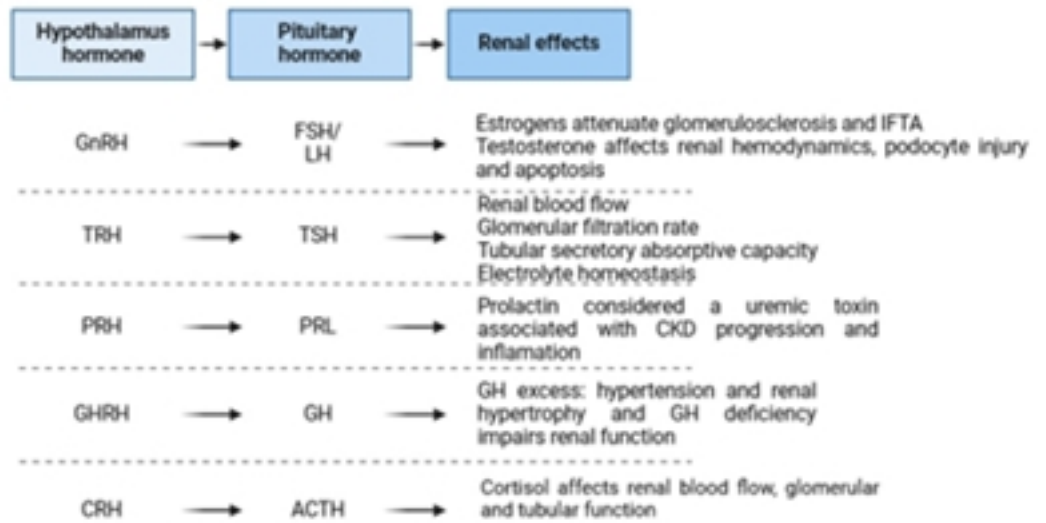 Hypothalamus
hormone
Pituitary
hormone
Renal effects
GnRH
FSH/
LH
Estrogens attenuate glomerulosclerosis and IFTA
Testosterone affects renal hemodynamics, podocyte injury
and apoptosis
TRH
TSH
Renal blood flow
Glomerular filtration rate
Tubular secretory absorptive capacity
Electrolyte homeostasis
PRH
PRL
Prolactin considered a uremic toxin
associated with CKD progression and
inflamation
GHRH
GH
GH excess: hypertension and renal
hypertrophy and GH deficiency
impairs renal function
CRH
ACTH
Cortisol affects renal blood flow, glomerular
and tubular function